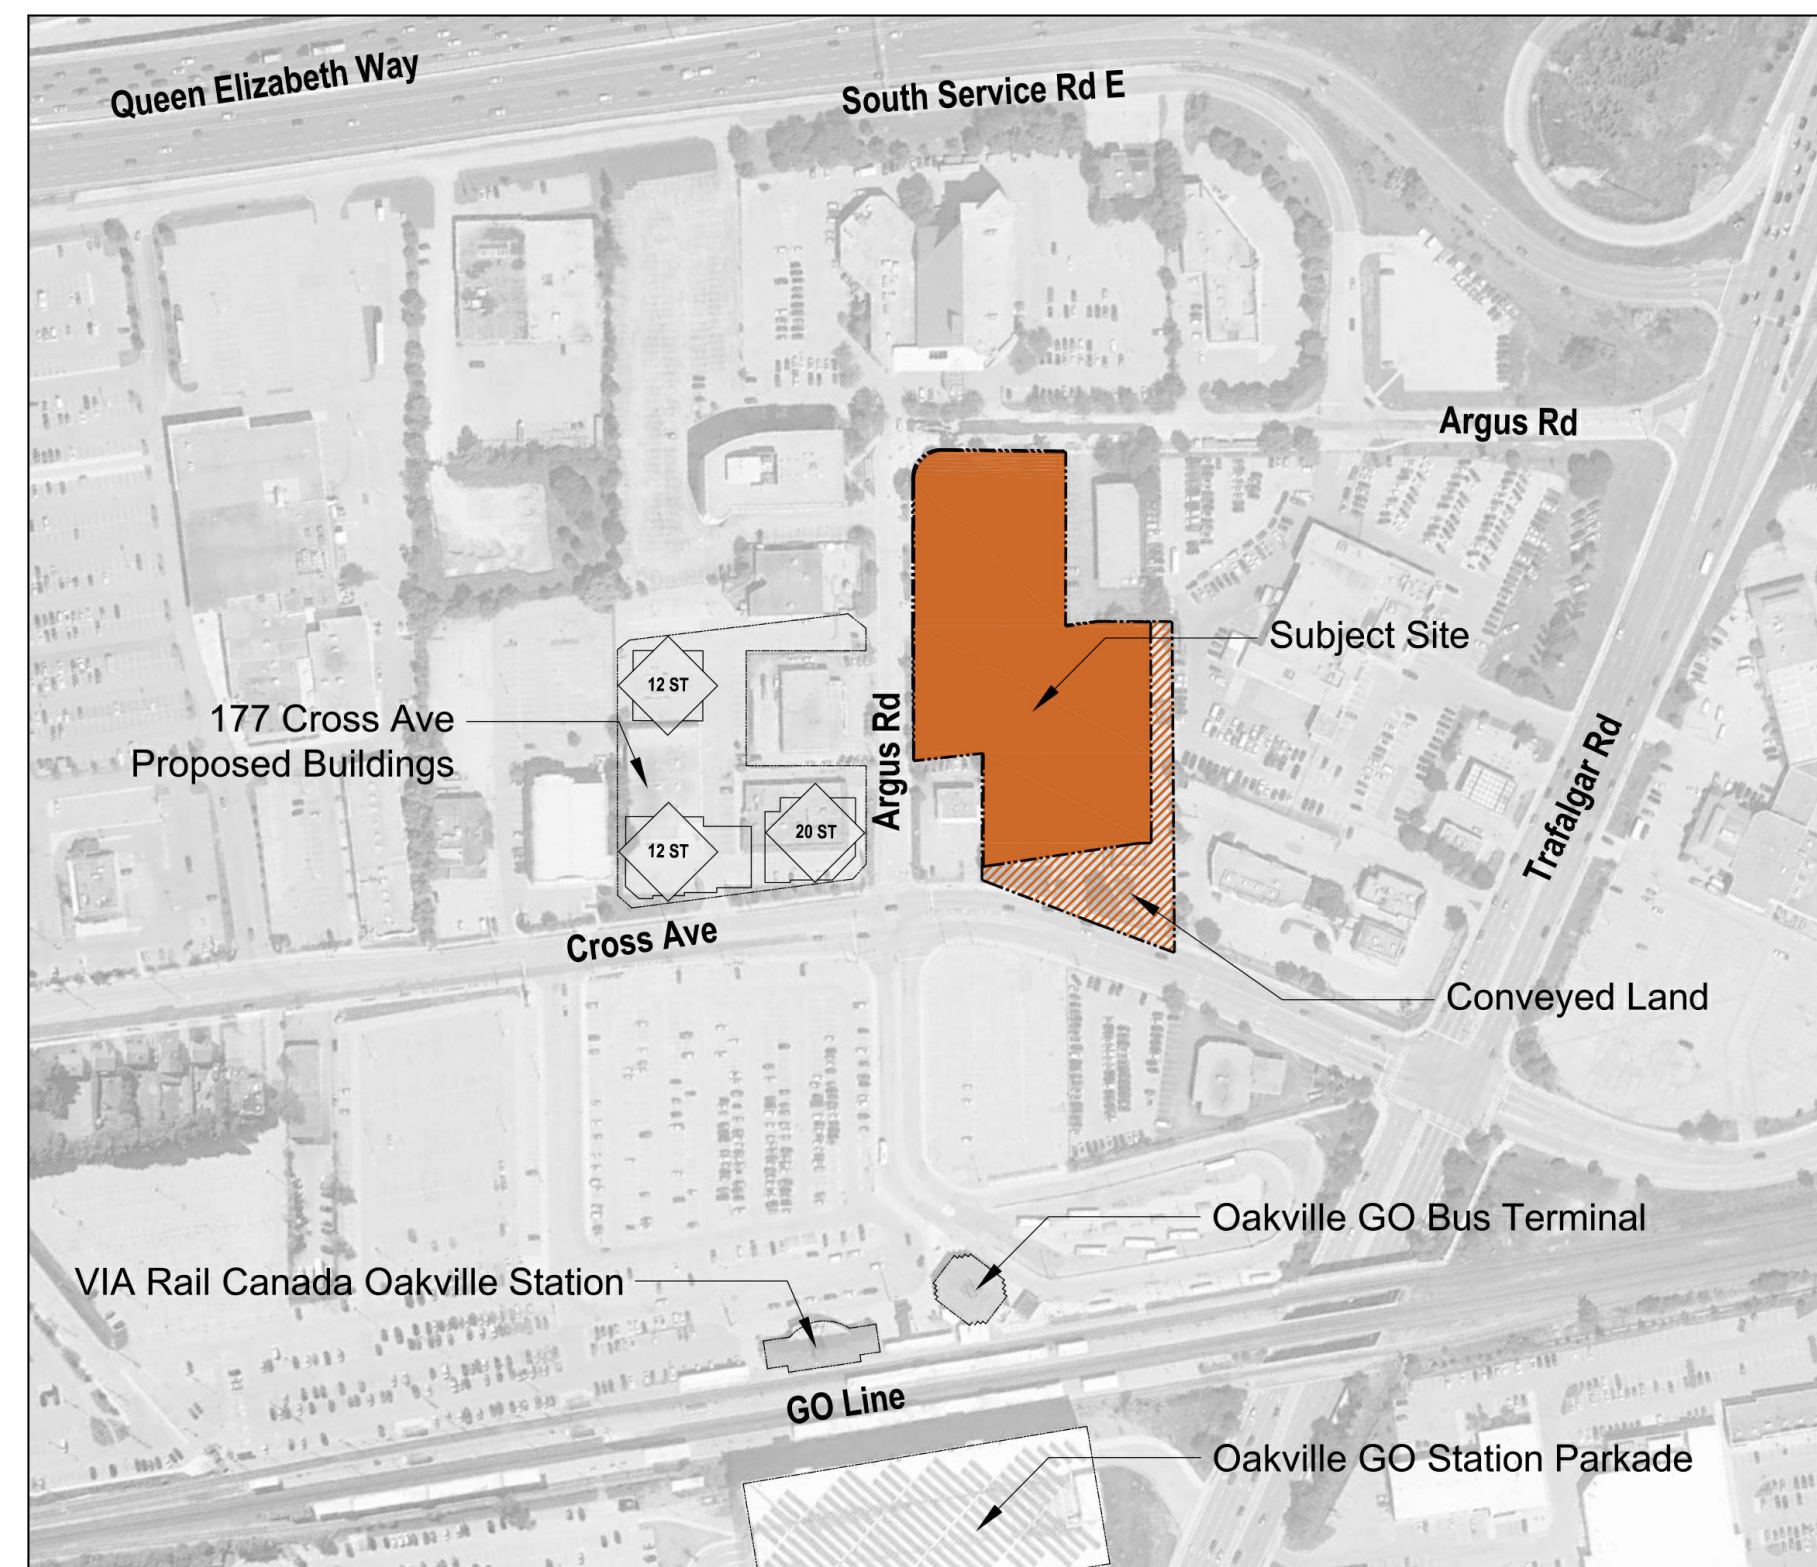 Queen Elizabeth Way
South Service Rd E
Argus Rd
Subject Site
12 ST
177 Cross Ave
Proposed Buildings
Argus Rd
Trafalgar Rd
20 ST
12 ST
Cross Ave
Conveyed Land
Oakville GO Bus Terminal
VIA Rail Canada Oakville Station
GO Line
Oakville GO Station Parkade